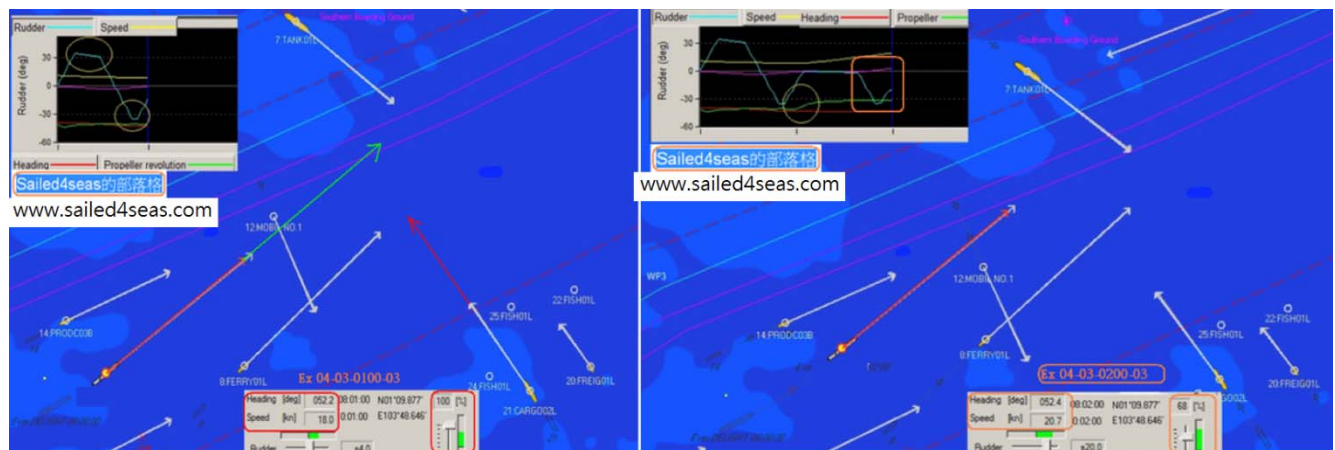 Rudder
Speed
30
0
-30
-60
Rudder (deg)
Heading
Propeller revolution
Sailed4seas的部落格
www.sailed4seas.com
Southern Boarding Ground
7:TANK01L
12:MOBIL NO.1
14:PRODC03B
8:FERRY01L
25:FISH01L
22:FISH01L
24:FISH01L
20:FREIG01L
21:CARGO02L
Ex 04-03-0100-03
Heading [deg] 052.2 08:01:00 N01°09.877'
Speed [kn] 18.0 0:01:00 E103°48.646'
100 [%]
Rudder
Rudder Speed Heading Propeller
30
0
-30
-60
Rudder (deg)
Sailed4seas的部落格
www.sailed4seas.com
Southern Boarding Ground
7:TANK01L
WP3
12:MOBIL NO.1
14:PRODC03B
8:FERRY01L
25:FISH01L
22:FISH01L
20:FREIG01L
Ex 04-03-0200-03
Heading [deg] 052.4 08:02:00 N01°09.877'
Speed [kn] 20.7 0:02:00 E103°48.646'
68 [%]
Rudder